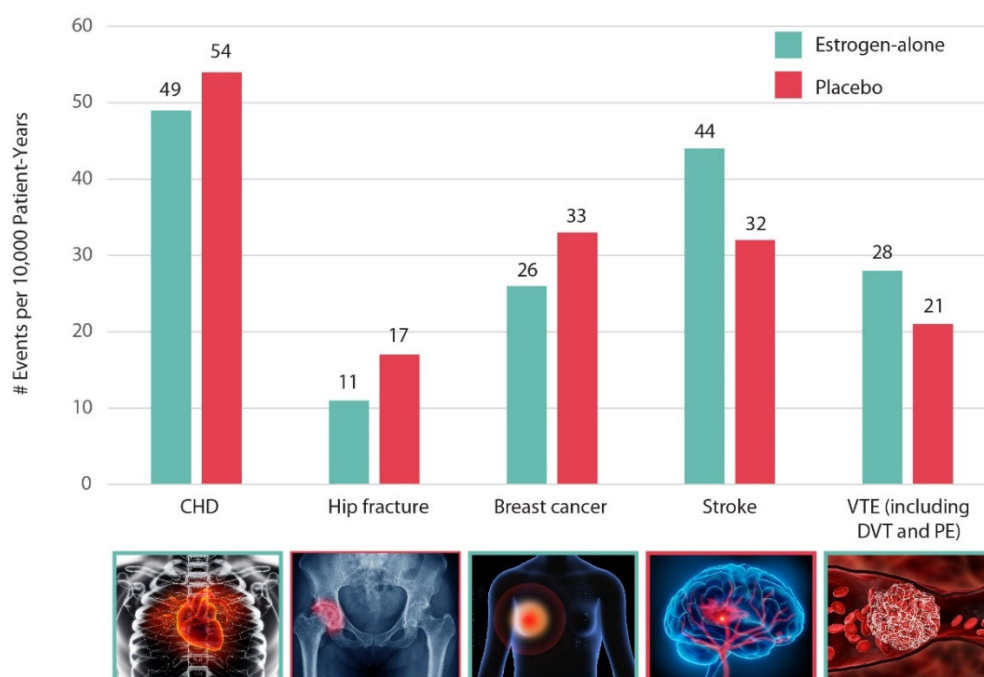 # Events per 10,000 Patient-Years
60
50
40
30
20
10
0
Estrogen-alone
Placebo
49
54
11
17
26
33
44
32
28
21
CHD
Hip fracture
Breast cancer
Stroke
VTE (including
DVT and PE)